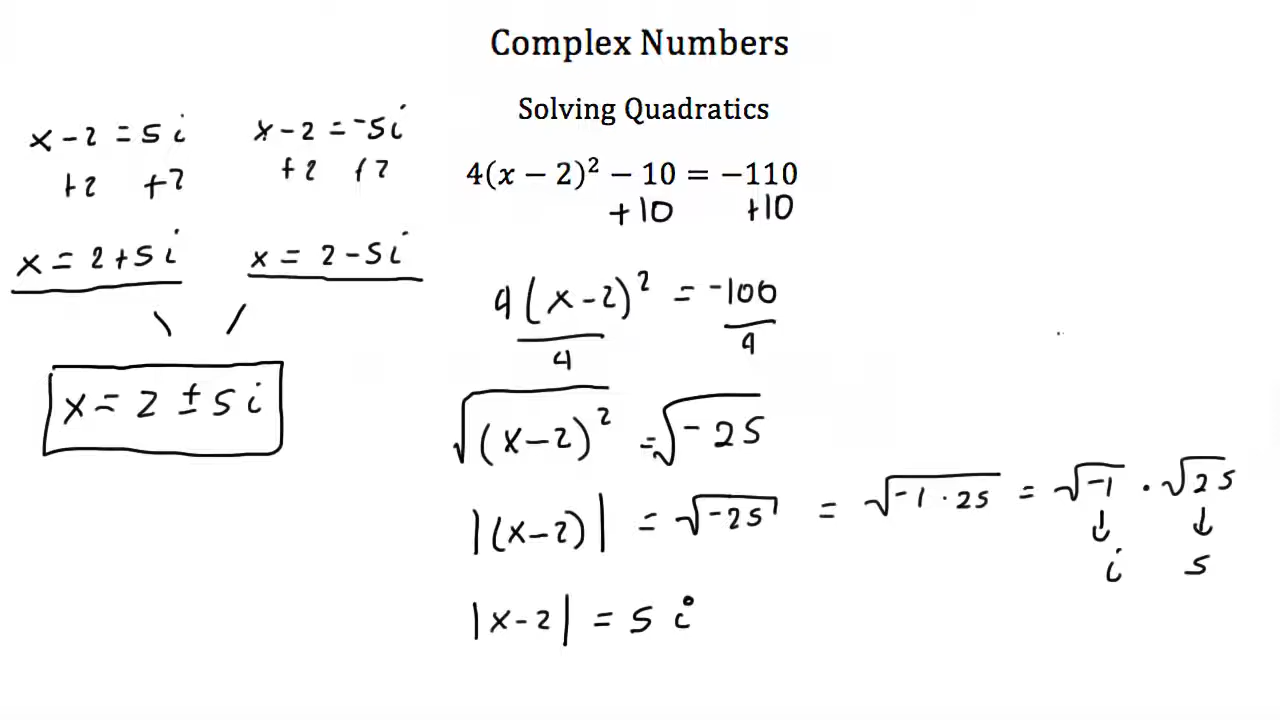 Complex Numbers
Solving Quadratics
4(x − 2)² − 10 = −110
+10 +10
4(x-2)² = -100
4 4
√(x-2)² = √-25
|(x-2)| = √-25 = √-1·25 = √-1 · √25
↓ ↓
i 5
|x-2| = 5i
x-2 = 5i x-2 = -5i
+2 +2 +2 +2
x = 2+5i x = 2-5i
\ /
x = 2 ± 5i